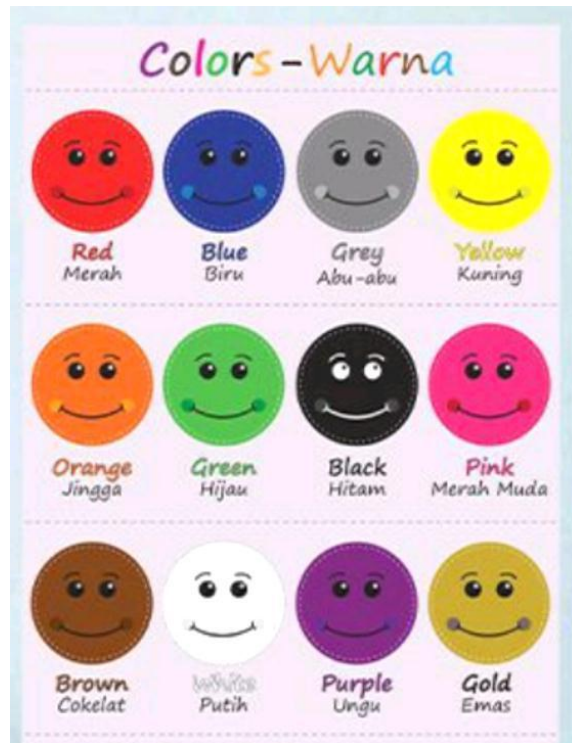 Colors-Warna
Red Blue Grey Yellow
Merah Biru Abu-abu Kuning
Orange Green Black Pink
Jingga Hijau Hitam Merah Muda
Brown White Purple Gold
Cokelat Putih Ungu Emas